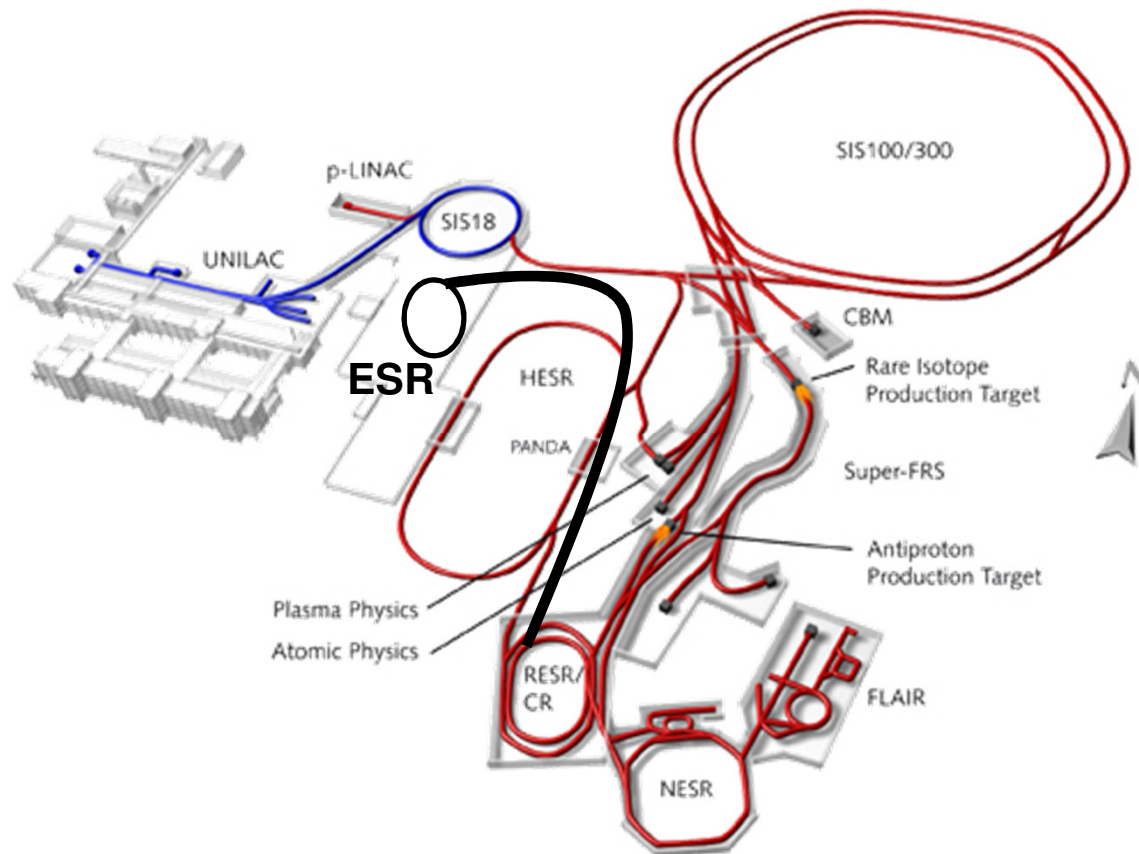 SIS100/300
p-LINAC
SIS18
UNILAC
CBM
ESR
Rare Isotope
Production Target
HESR
PANDA
Super-FRS
Antiproton
Production Target
Plasma Physics
Atomic Physics
RESR/
CR
FLAIR
NESR